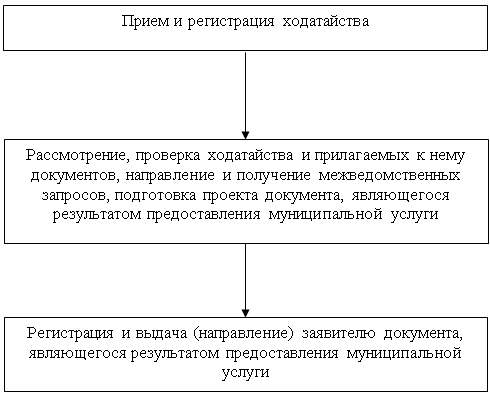 Прием и регистрация ходатайства
Рассмотрение, проверка ходатайства и прилагаемых к нему
документов, направление и получение межведомственных
запросов, подготовка проекта документа, являющегося
результатом предоставления муниципальной услуги
Регистрация и выдача (направление) заявителю документа,
являющегося результатом предоставления муниципальной
услуги